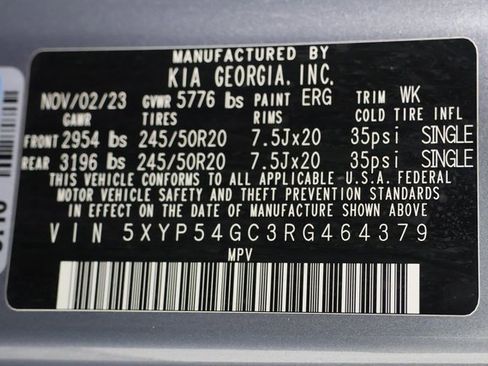 MANUFACTURED BY
KIA GEORGIA, INC.
NOV/02/23 GVWR 5776 lbs PAINT ERG TRIM WK
GAWR TIRES RIMS COLD TIRE INFL
FRONT 2954 lbs 245/50R20 7.5Jx20 35psi SINGLE
REAR 3196 lbs 245/50R20 7.5Jx20 35psi SINGLE
THIS VEHICLE CONFORMS TO ALL APPLICABLE U.S.A FEDERAL
MOTOR VEHICLE SAFETY AND THEFT PREVENTION STANDARDS
IN EFFECT ON THE DATE OF MANUFACTURE SHOWN ABOVE.
VIN 5XYP54GC3RG464379
MPV